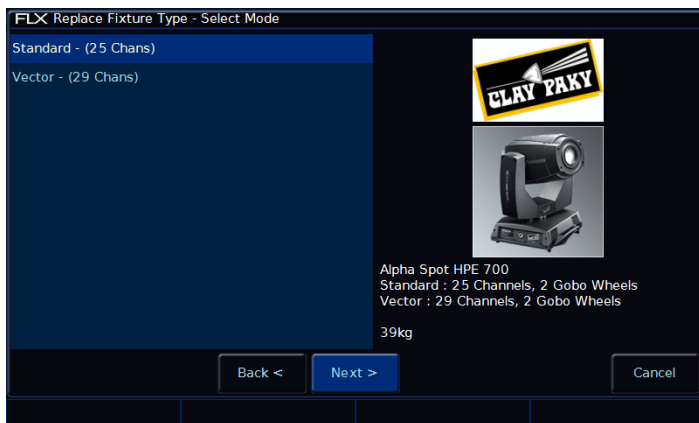 FLX Replace Fixture Type - Select Mode
Standard - (25 Chans)
Vector - (29 Chans)
CLAY PAKY
Alpha Spot HPE 700
Standard : 25 Channels, 2 Gobo Wheels
Vector : 29 Channels, 2 Gobo Wheels
39kg
Back <
Next >
Cancel